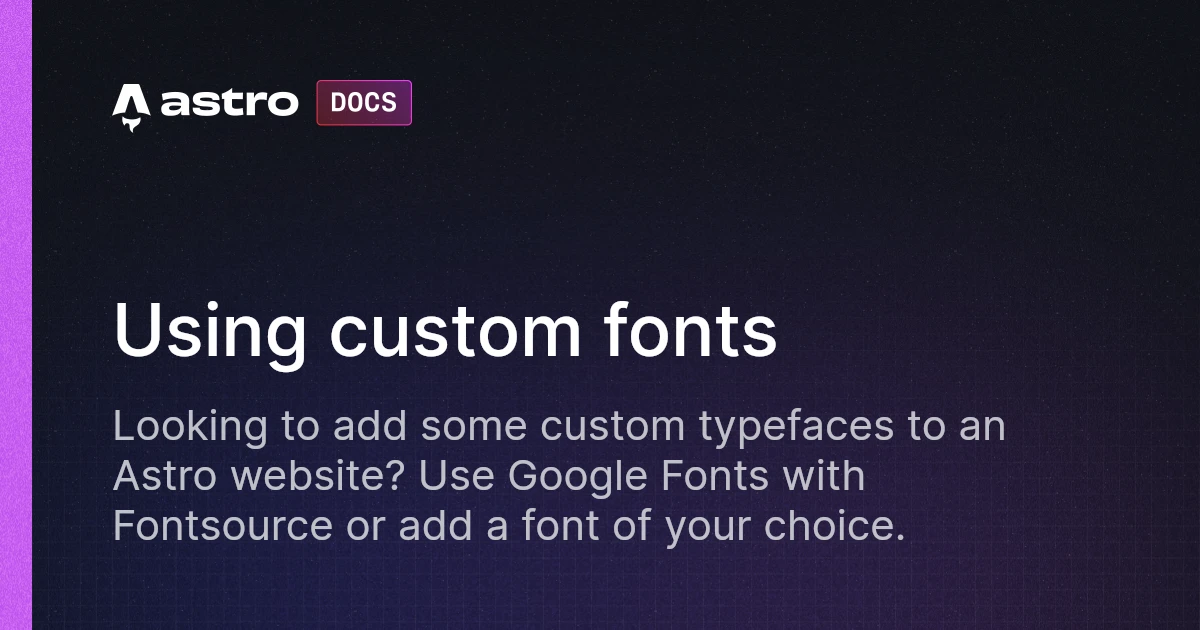 astro DOCS
Using custom fonts
Looking to add some custom typefaces to an
Astro website? Use Google Fonts with
Fontsource or add a font of your choice.